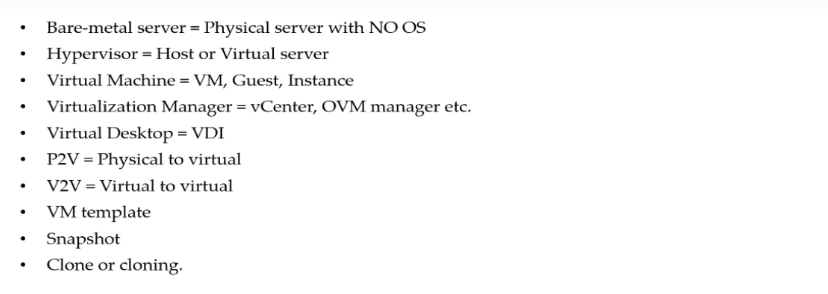 • Bare-metal server = Physical server with NO OS
• Hypervisor = Host or Virtual server
• Virtual Machine = VM, Guest, Instance
• Virtualization Manager = vCenter, OVM manager etc.
• Virtual Desktop = VDI
• P2V = Physical to virtual
• V2V = Virtual to virtual
• VM template
• Snapshot
• Clone or cloning.